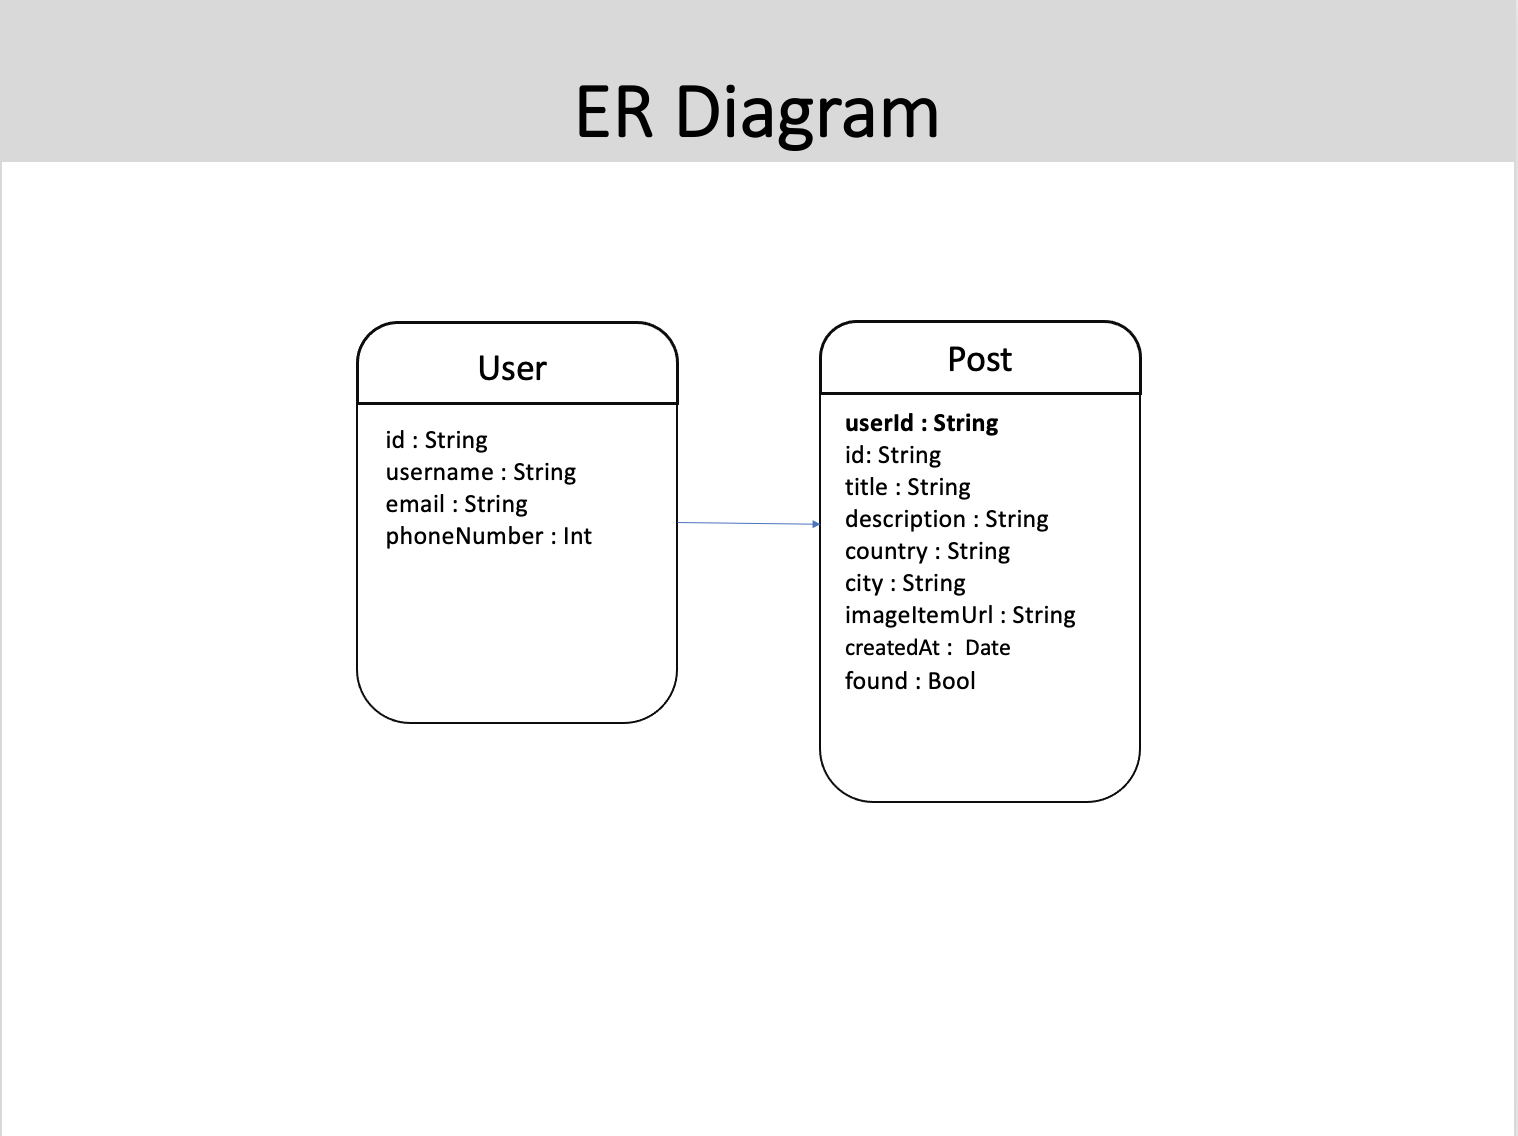 ER Diagram
User
id : String
username : String
email : String
phoneNumber : Int
Post
userId : String
id: String
title : String
description : String
country : String
city : String
imageItemUrl : String
createdAt :  Date
found : Bool